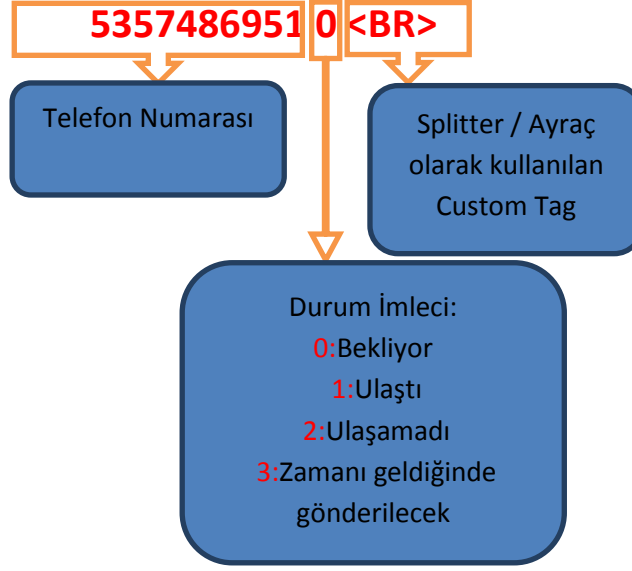 5357486951 0 <BR>
Telefon Numarası
Splitter / Ayraç
olarak kullanılan
Custom Tag
Durum İmleci:
0:Bekliyor
1:Ulaştı
2:Ulaşamadı
3:Zamanı geldiğinde
gönderilecek